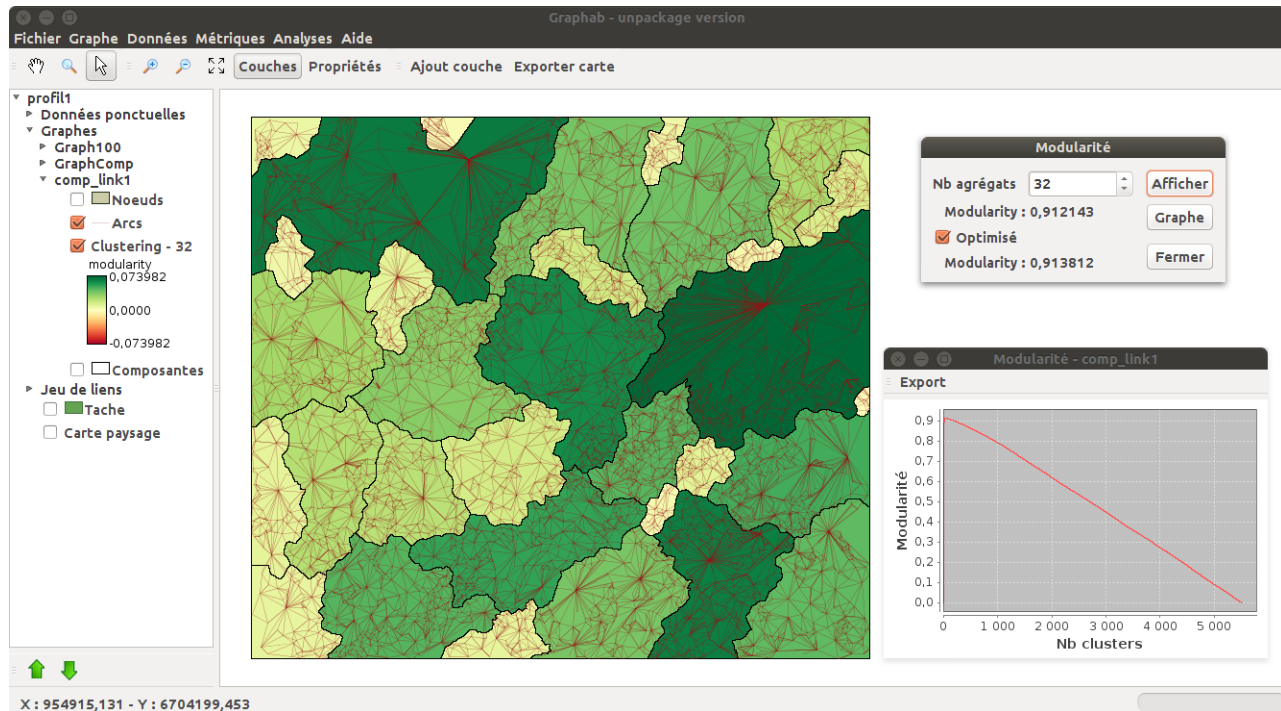 Graphab - unpackage version
Fichier Graphe Données Métriques Analyses Aide
Couches Propriétés Ajout couche Exporter carte
profil1
Données ponctuelles
Graphes
Graph100
GraphComp
comp_link1
Noeuds
Arcs
Clustering - 32
modularity
0,073982
0,0000
-0,073982
Composantes
Jeu de liens
Tache
Carte paysage
X : 954915,131 - Y : 6704199,453
Modularité
Nb agrégats 32 Afficher
Modularity : 0,912143
Graphe
Optimisé
Modularity : 0,913812
Fermer
Modularité - comp_link1
Export
Modularité
0,9
0,8
0,7
0,6
0,5
0,4
0,3
0,2
0,1
0,0
0 1 000 2 000 3 000 4 000 5 000
Nb clusters